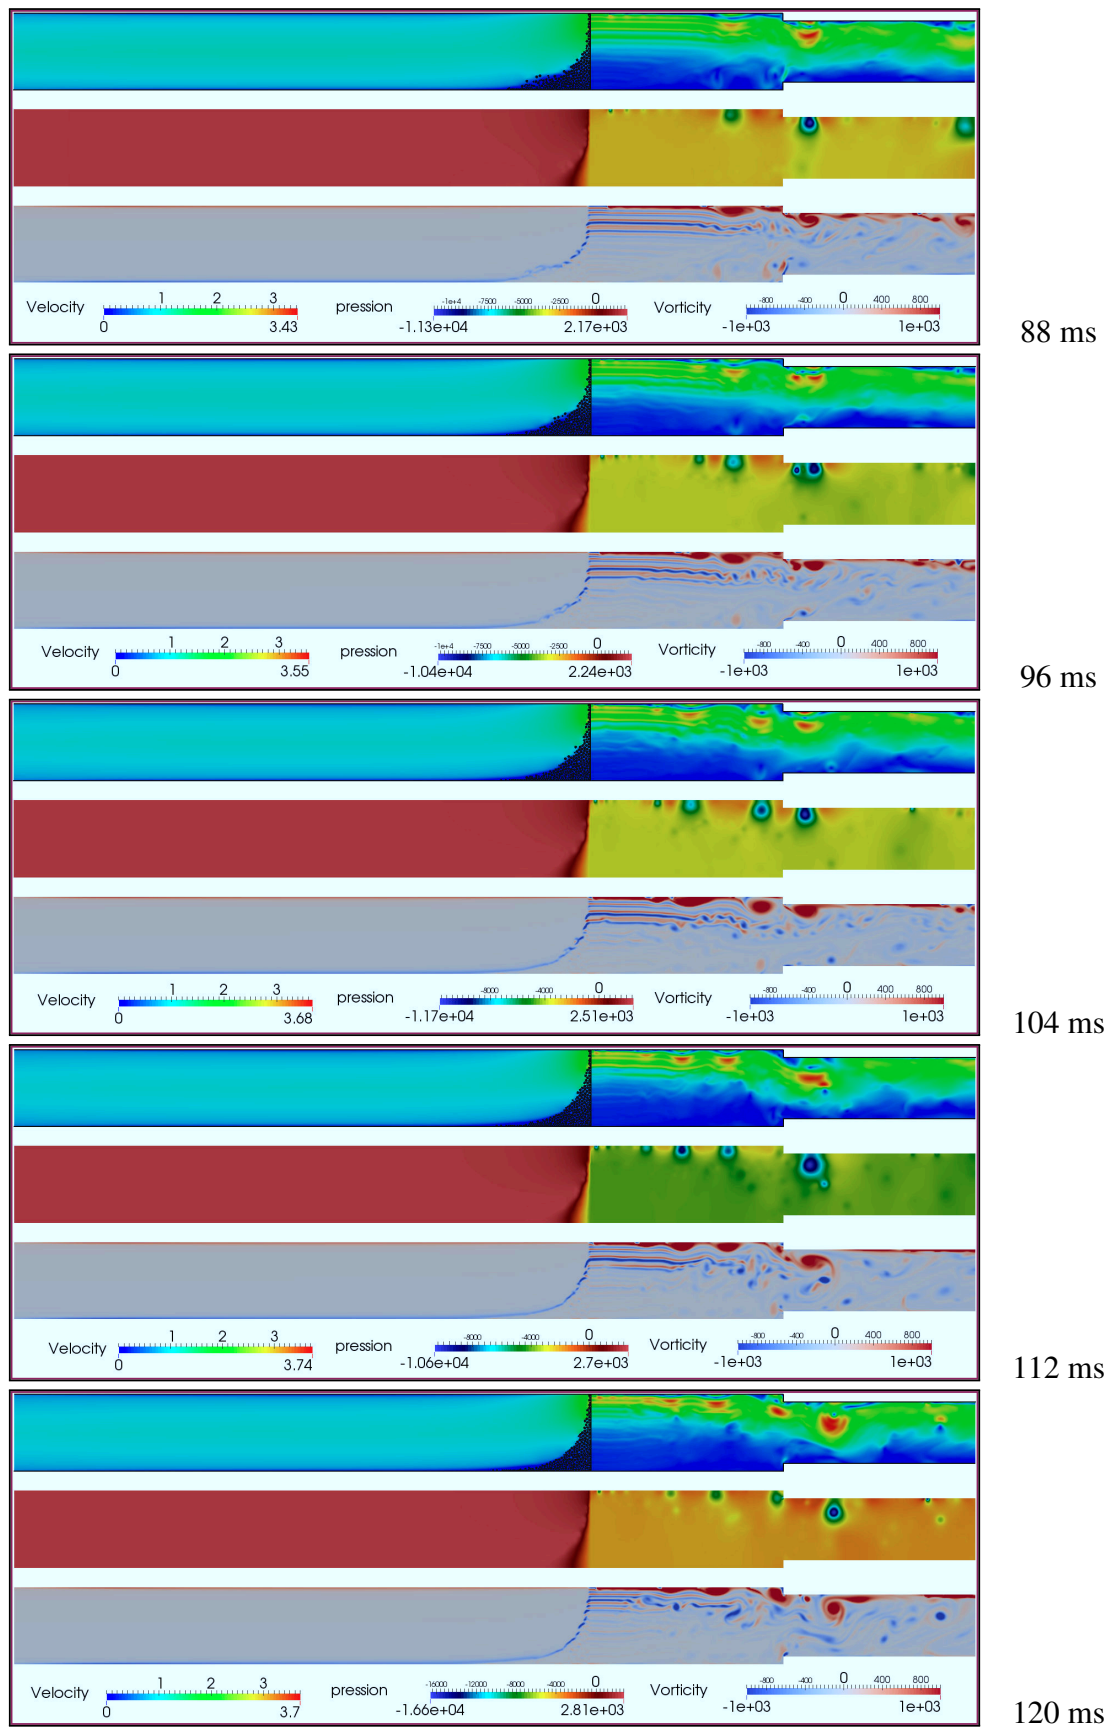 1 2 3 -1e+4 -7500 -5000 -2500 0 -800 -400 0 400 800
Velocity pression Vorticity
0 3.43 -1.13e+04 2.17e+03 -1e+03 1e+03
88 ms
1 2 3 -1e+4 -7500 -5000 -2500 0 -800 -400 0 400 800
Velocity pression Vorticity
0 3.55 -1.04e+04 2.24e+03 -1e+03 1e+03
96 ms
1 2 3 -8000 -4000 0 -800 -400 0 400 800
Velocity pression Vorticity
0 3.68 -1.17e+04 2.51e+03 -1e+03 1e+03
104 ms
1 2 3 -8000 -4000 0 -800 -400 0 400 800
Velocity pression Vorticity
0 3.74 -1.06e+04 2.7e+03 -1e+03 1e+03
112 ms
1 2 3 -16000 -12000 -8000 -4000 0 -800 -400 0 400 800
Velocity pression Vorticity
0 3.7 -1.66e+04 2.81e+03 -1e+03 1e+03
120 ms